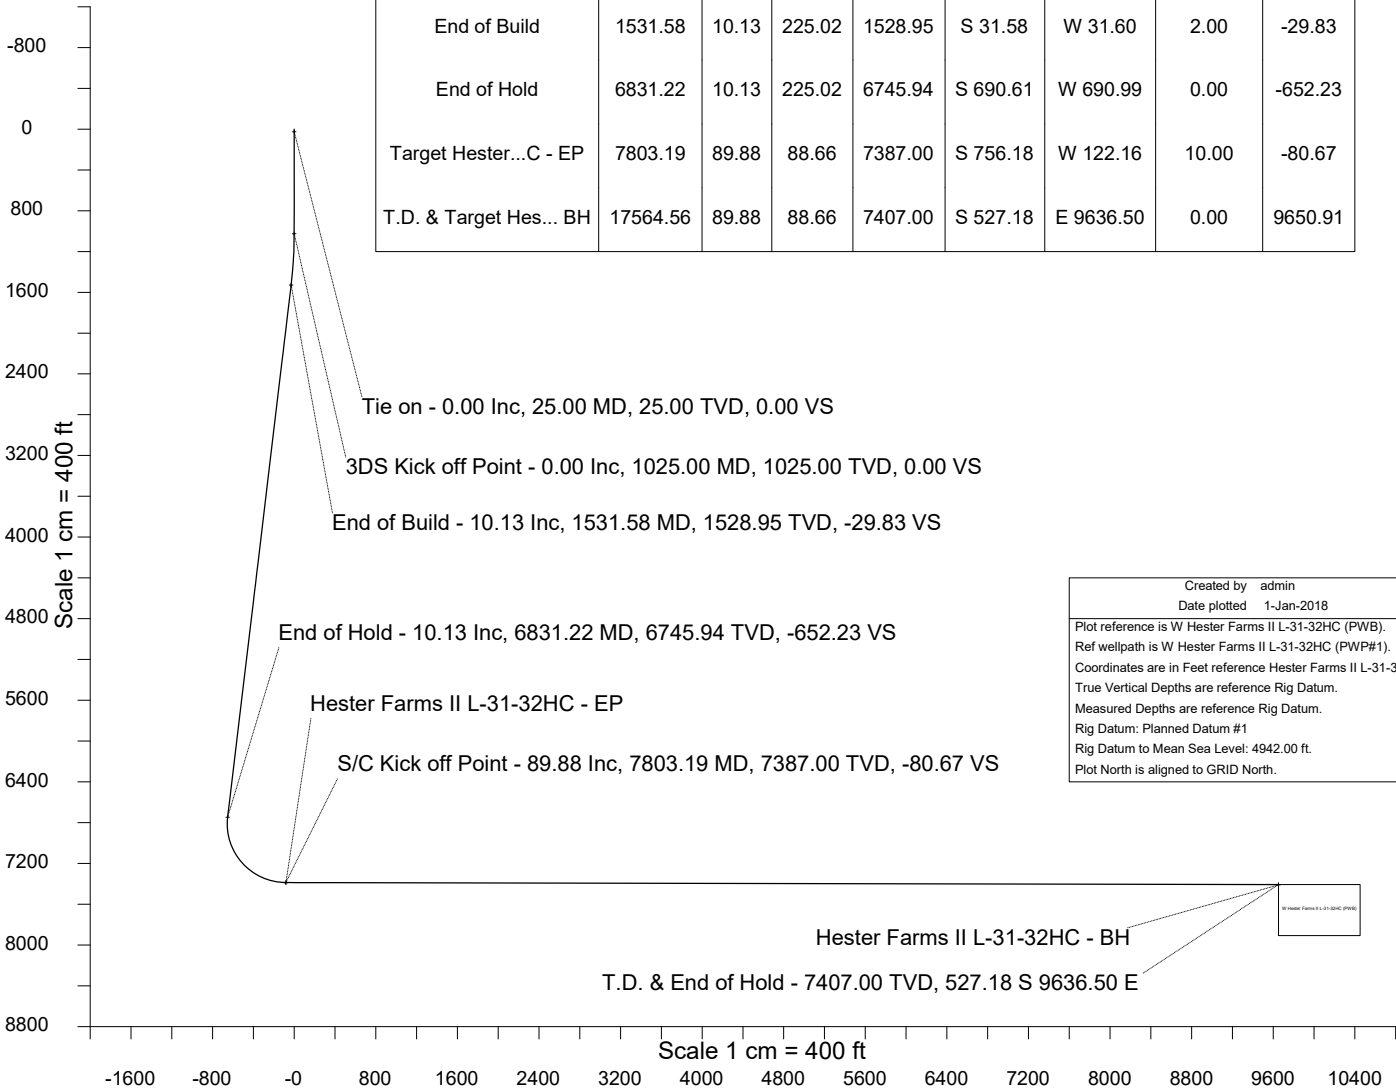 End of Build 1531.58 10.13 225.02 1528.95 S 31.58 W 31.60 2.00 -29.83
End of Hold 6831.22 10.13 225.02 6745.94 S 690.61 W 690.99 0.00 -652.23
Target Hester...C - EP 7803.19 89.88 88.66 7387.00 S 756.18 W 122.16 10.00 -80.67
T.D. & Target Hes... BH 17564.56 89.88 88.66 7407.00 S 527.18 E 9636.50 0.00 9650.91
-800
0
800
1600
2400
3200
4000
4800
5600
6400
7200
8000
8800
Scale 1 cm = 400 ft
Tie on - 0.00 Inc, 25.00 MD, 25.00 TVD, 0.00 VS
3DS Kick off Point - 0.00 Inc, 1025.00 MD, 1025.00 TVD, 0.00 VS
End of Build - 10.13 Inc, 1531.58 MD, 1528.95 TVD, -29.83 VS
End of Hold - 10.13 Inc, 6831.22 MD, 6745.94 TVD, -652.23 VS
Hester Farms II L-31-32HC - EP
S/C Kick off Point - 89.88 Inc, 7803.19 MD, 7387.00 TVD, -80.67 VS
Created by admin
Date plotted 1-Jan-2018
Plot reference is W Hester Farms II L-31-32HC (PWB).
Ref wellpath is W Hester Farms II L-31-32HC (PWP#1).
Coordinates are in Feet reference Hester Farms II L-31-3
True Vertical Depths are reference Rig Datum.
Measured Depths are reference Rig Datum.
Rig Datum: Planned Datum #1
Rig Datum to Mean Sea Level: 4942.00 ft.
Plot North is aligned to GRID North.
W Hester Farms II L-31-32HC (PWB)
Hester Farms II L-31-32HC - BH
T.D. & End of Hold - 7407.00 TVD, 527.18 S 9636.50 E
Scale 1 cm = 400 ft
-1600 -800 -0 800 1600 2400 3200 4000 4800 5600 6400 7200 8000 8800 9600 10400